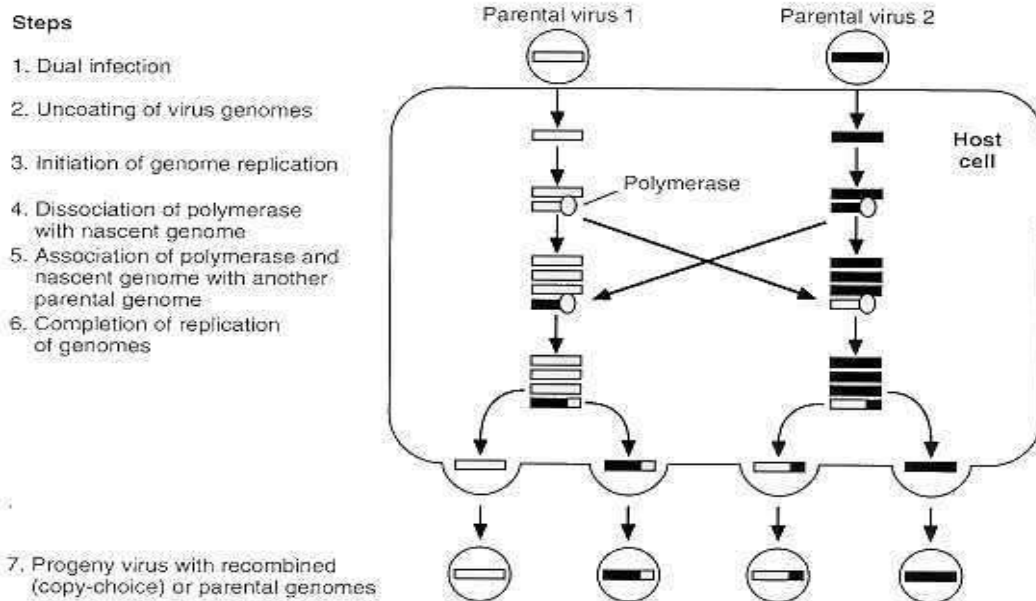 Steps
1. Dual infection
2. Uncoating of virus genomes
3. Initiation of genome replication
4. Dissociation of polymerase
with nascent genome
5. Association of polymerase and
nascent genome with another
parental genome
6. Completion of replication
of genomes
7. Progeny virus with recombined
(copy-choice) or parental genomes
Parental virus 1
Parental virus 2
Host
cell
Polymerase